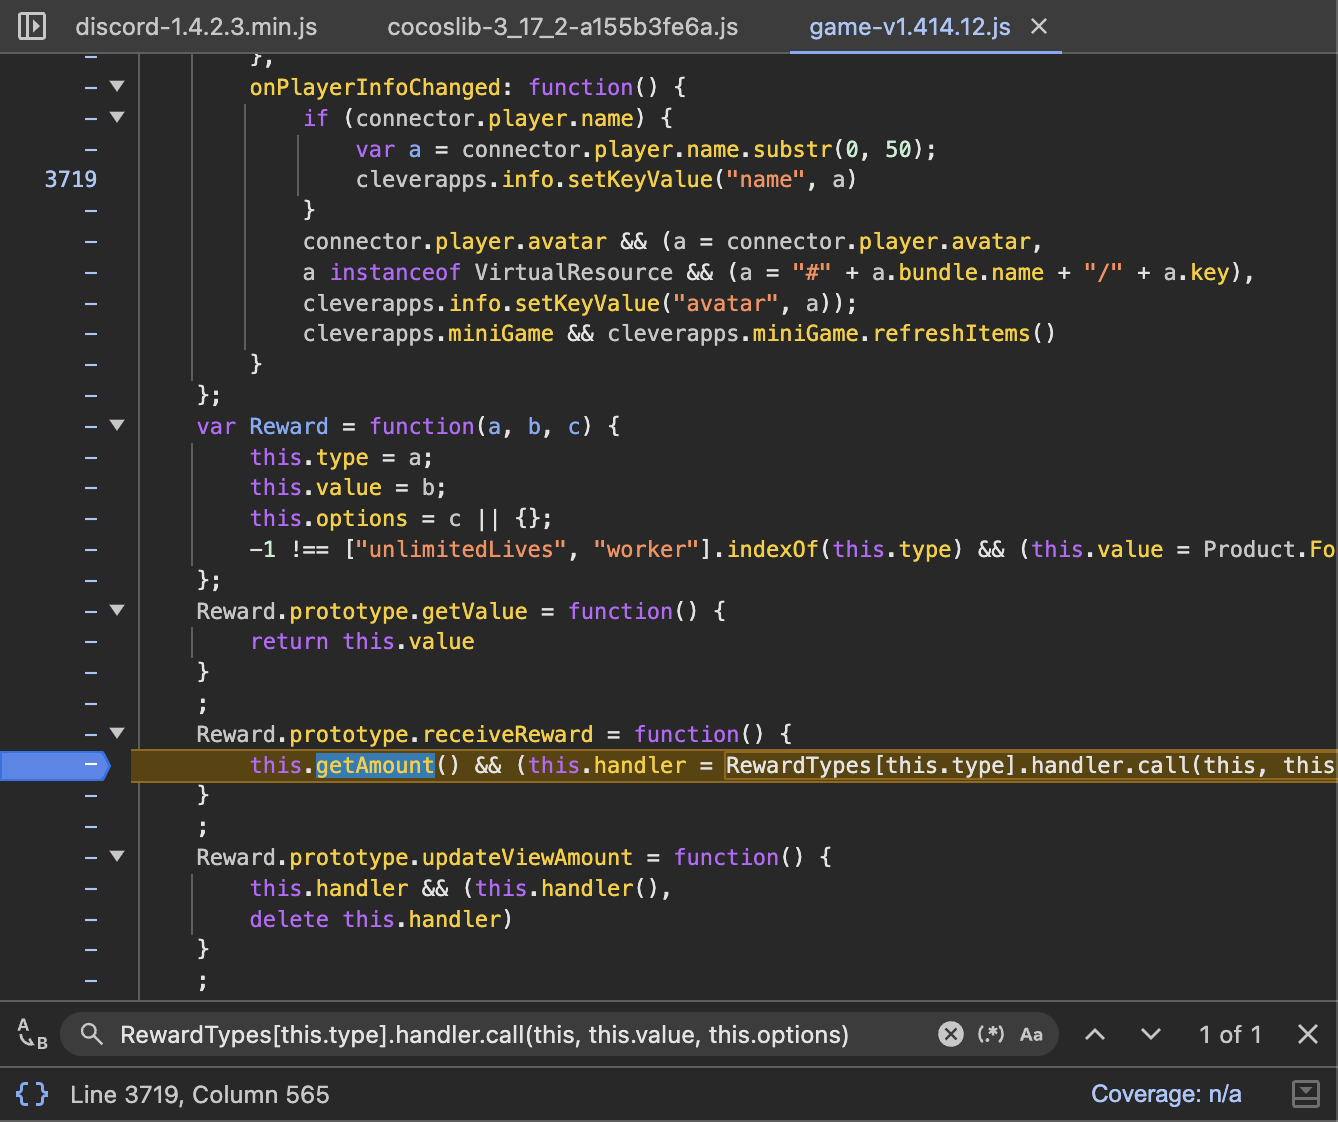 discord-1.4.2.3.min.js cocoslib-3_17_2-a155b3fe6a.js game-v1.414.12.js
},
onPlayerInfoChanged: function() {
if (connector.player.name) {
var a = connector.player.name.substr(0, 50);
3719 cleverapps.info.setKeyValue("name", a)
}
connector.player.avatar && (a = connector.player.avatar,
a instanceof VirtualResource && (a = "#" + a.bundle.name + "/" + a.key),
cleverapps.info.setKeyValue("avatar", a));
cleverapps.miniGame && cleverapps.miniGame.refreshItems()
}
};
var Reward = function(a, b, c) {
this.type = a;
this.value = b;
this.options = c || {};
-1 !== ["unlimitedLives", "worker"].indexOf(this.type) && (this.value = Product.Fo
};
Reward.prototype.getValue = function() {
return this.value
}
;
Reward.prototype.receiveReward = function() {
this.getAmount() && (this.handler = RewardTypes[this.type].handler.call(this, this
}
;
Reward.prototype.updateViewAmount = function() {
this.handler && (this.handler(),
delete this.handler)
}
;
A B RewardTypes[this.type].handler.call(this, this.value, this.options) (.*) Aa 1 of 1
{} Line 3719, Column 565 Coverage: n/a